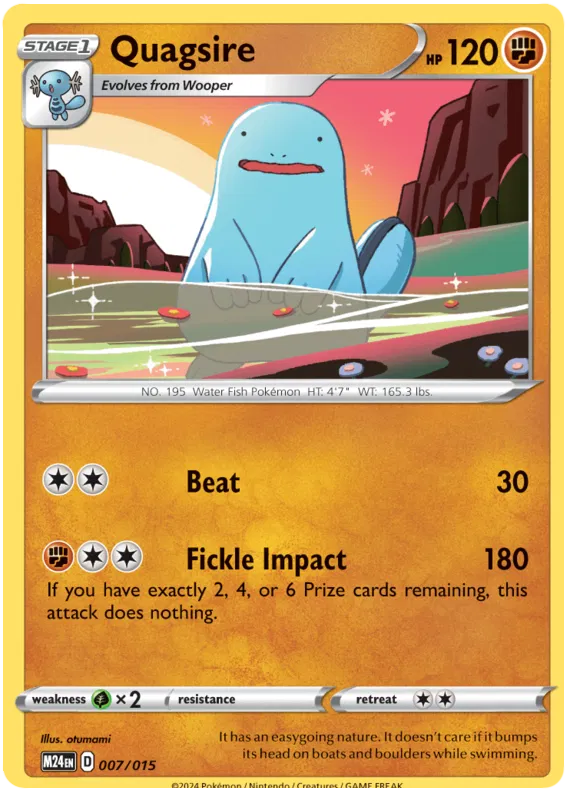 STAGE1
Quagsire
HP 120
Evolves from Wooper
NO. 195 Water Fish Pokémon HT: 4'7" WT: 165.3 lbs.
Beat 30
Fickle Impact 180
If you have exactly 2, 4, or 6 Prize cards remaining, this
attack does nothing.
weakness ×2 resistance retreat
Illus. otumami
It has an easygoing nature. It doesn't care if it bumps
its head on boats and boulders while swimming.
M24 EN D 007/015
©2024 Pokémon / Nintendo / Creatures / GAME FREAK